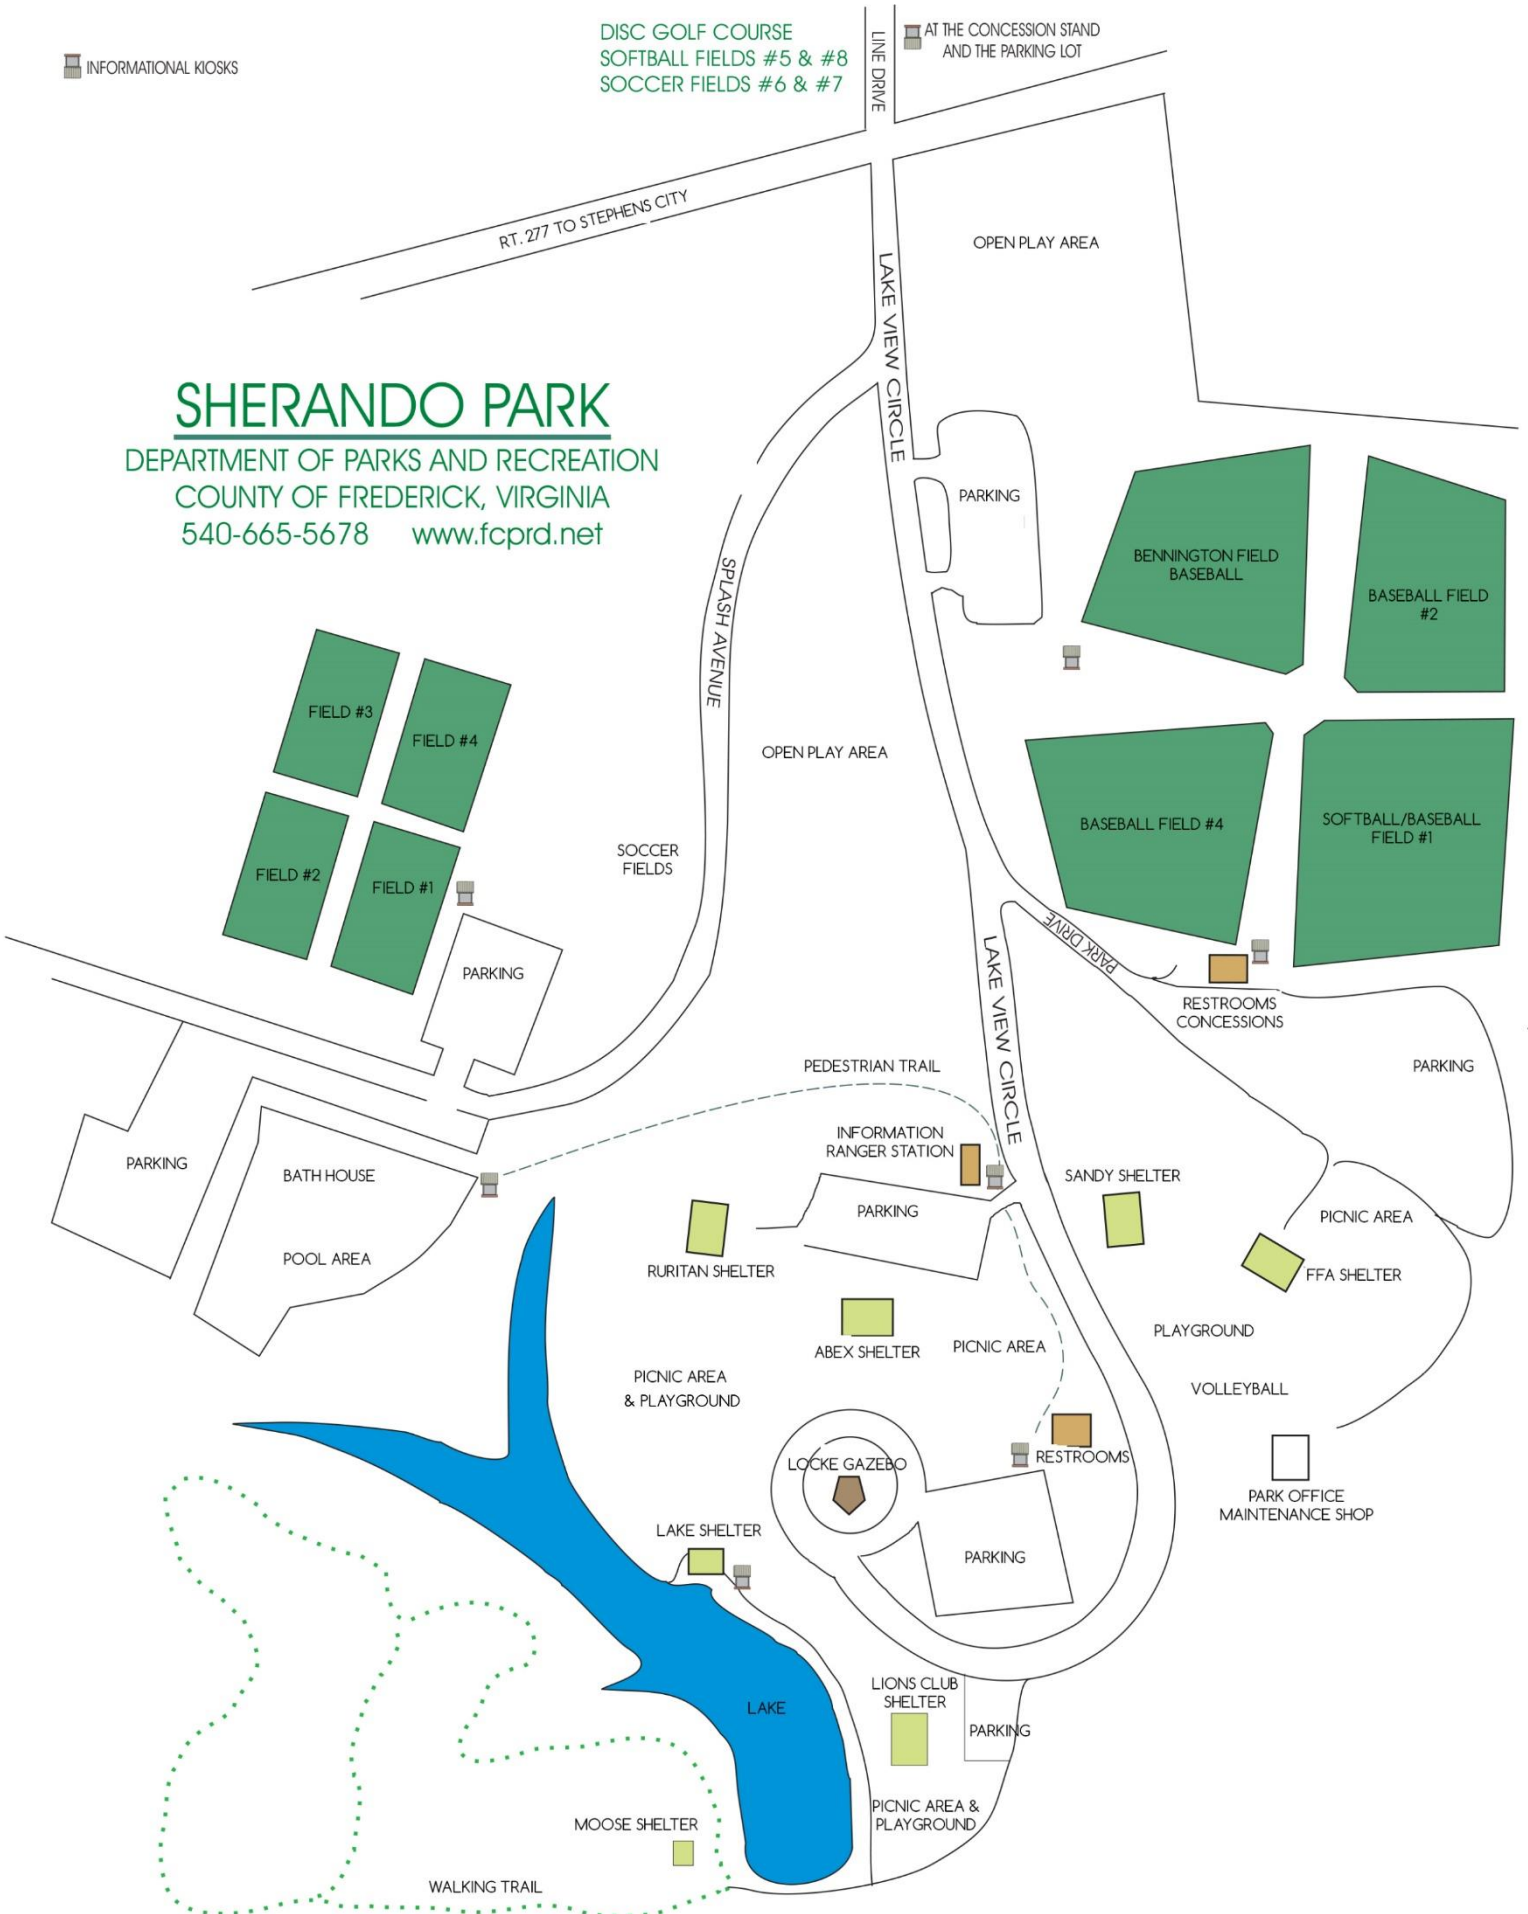 DISC GOLF COURSE
SOFTBALL FIELDS #5 & #8
SOCCER FIELDS #6 & #7
LINE DRIVE
AT THE CONCESSION STAND
AND THE PARKING LOT
INFORMATIONAL KIOSKS
RT. 277 TO STEPHENS CITY
OPEN PLAY AREA
LAKE VIEW CIRCLE
SHERANDO PARK
DEPARTMENT OF PARKS AND RECREATION
COUNTY OF FREDERICK, VIRGINIA
540-665-5678 www.fcprd.net
PARKING
BENNINGTON FIELD
BASEBALL
BASEBALL FIELD
#2
SPLASH AVENUE
FIELD #3
FIELD #4
OPEN PLAY AREA
BASEBALL FIELD #4
SOFTBALL/BASEBALL
FIELD #1
SOCCER
FIELDS
FIELD #2
FIELD #1
PARK DRIVE
PARKING
LAKE VIEW CIRCLE
RESTROOMS
CONCESSIONS
PEDESTRIAN TRAIL
PARKING
INFORMATION
RANGER STATION
PARKING
BATH HOUSE
SANDY SHELTER
PARKING
PICNIC AREA
POOL AREA
RURITAN SHELTER
FFA SHELTER
PLAYGROUND
ABEX SHELTER
PICNIC AREA
PICNIC AREA
& PLAYGROUND
VOLLEYBALL
LOCKE GAZEBO
RESTROOMS
PARK OFFICE
MAINTENANCE SHOP
LAKE SHELTER
PARKING
LIONS CLUB
SHELTER
LAKE
PARKING
PICNIC AREA &
PLAYGROUND
MOOSE SHELTER
WALKING TRAIL